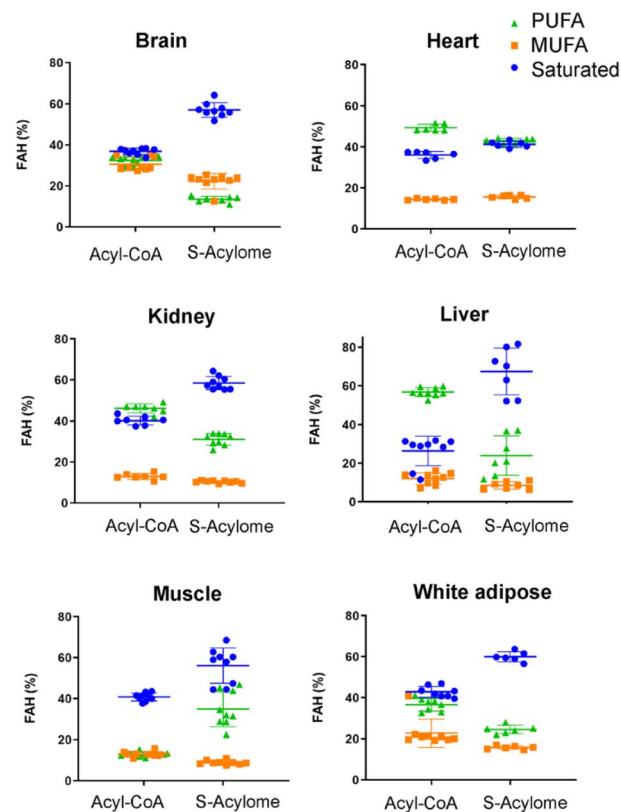 PUFA
MUFA
Saturated
Brain
FAH (%)
80
60
40
20
0
Acyl-CoA S-Acylome
Heart
FAH (%)
80
60
40
20
0
Acyl-CoA S-Acylome
Kidney
FAH (%)
80
60
40
20
0
Acyl-CoA S-Acylome
Liver
FAH (%)
80
60
40
20
0
Acyl-CoA S-Acylome
Muscle
FAH (%)
80
60
40
20
0
Acyl-CoA S-Acylome
White adipose
FAH (%)
80
60
40
20
0
Acyl-CoA S-Acylome